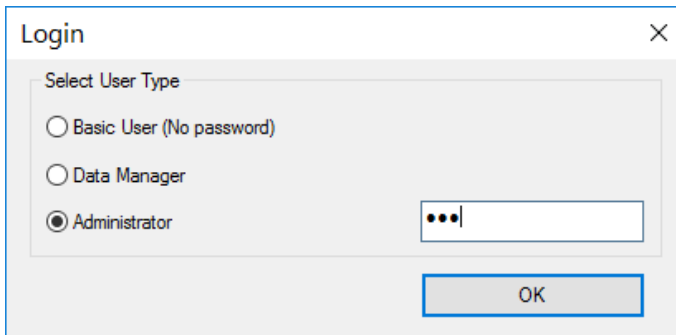 Login
Select User Type
Basic User (No password)
Data Manager
Administrator
•••
OK